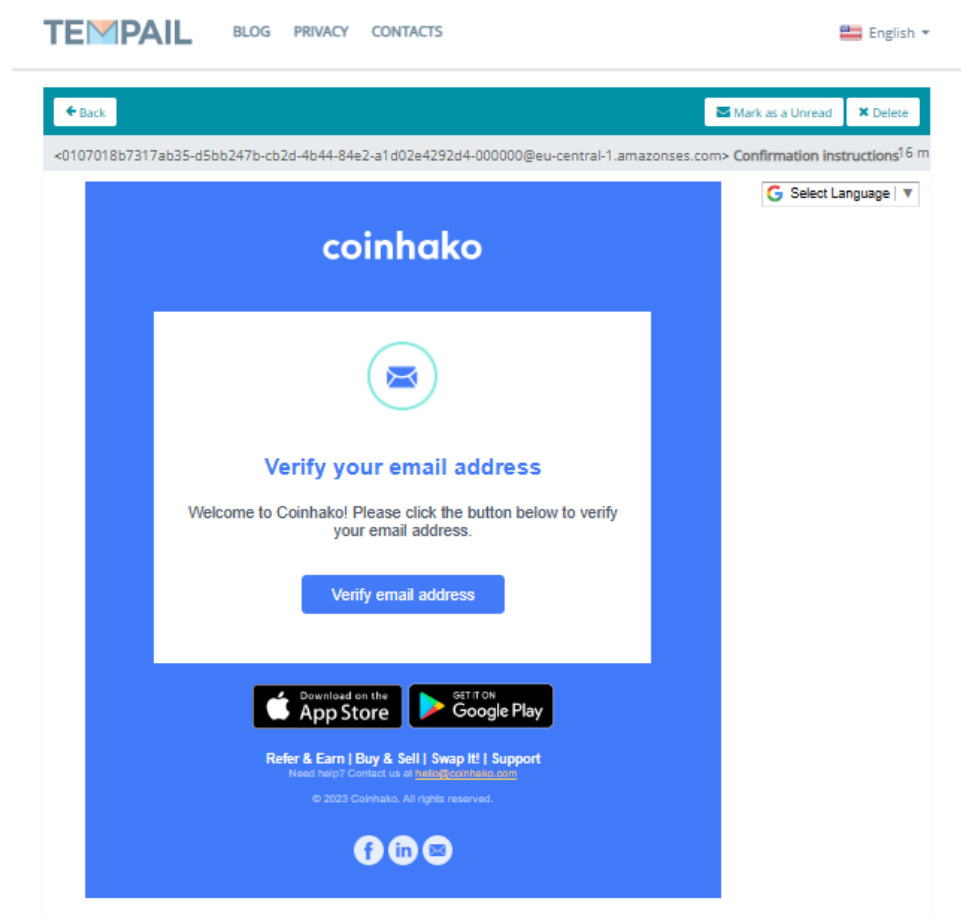 TEMPAIL BLOG PRIVACY CONTACTS English
Back Mark as a Unread Delete
<0107018b7317ab35-d5bb247b-cb2d-4b44-84e2-a1d02e4292d4-000000@eu-central-1.amazonses.com> Confirmation instructions 16 m
G Select Language
coinhako
Verify your email address
Welcome to Coinhako! Please click the button below to verify
your email address.
Verify email address
Download on the
App Store
GET IT ON
Google Play
Refer & Earn | Buy & Sell | Swap It! | Support
Need help? Contact us at hello@coinhako.com
© 2023 Coinhako. All rights reserved.
f in